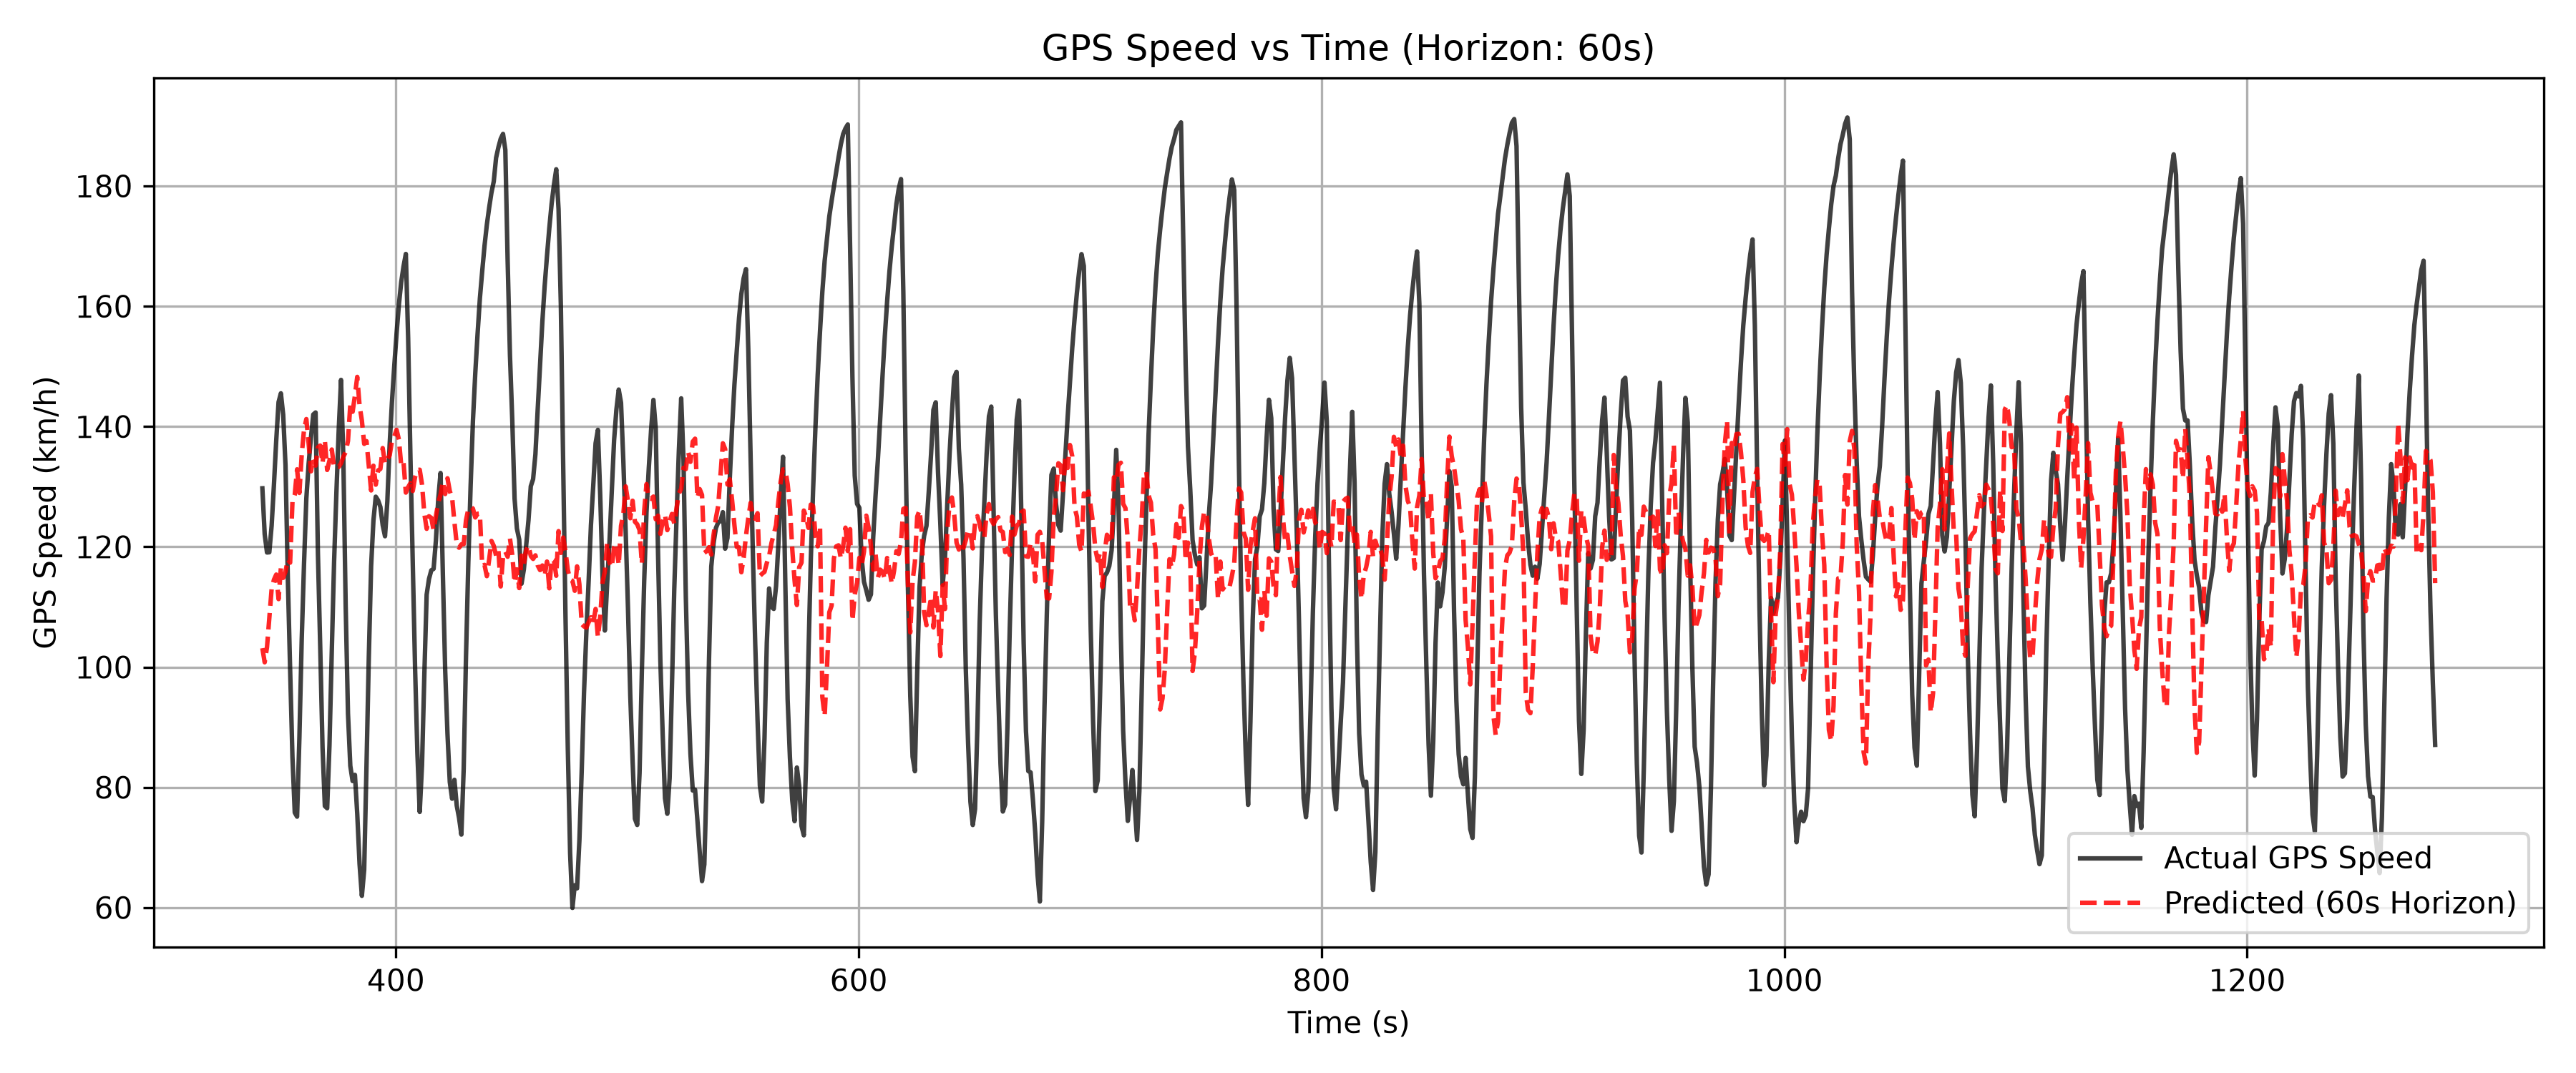 GPS Speed vs Time (Horizon: 60s)
GPS Speed (km/h)
180
160
140
120
100
80
60
400 600 800 1000 1200
Time (s)
Actual GPS Speed
Predicted (60s Horizon)